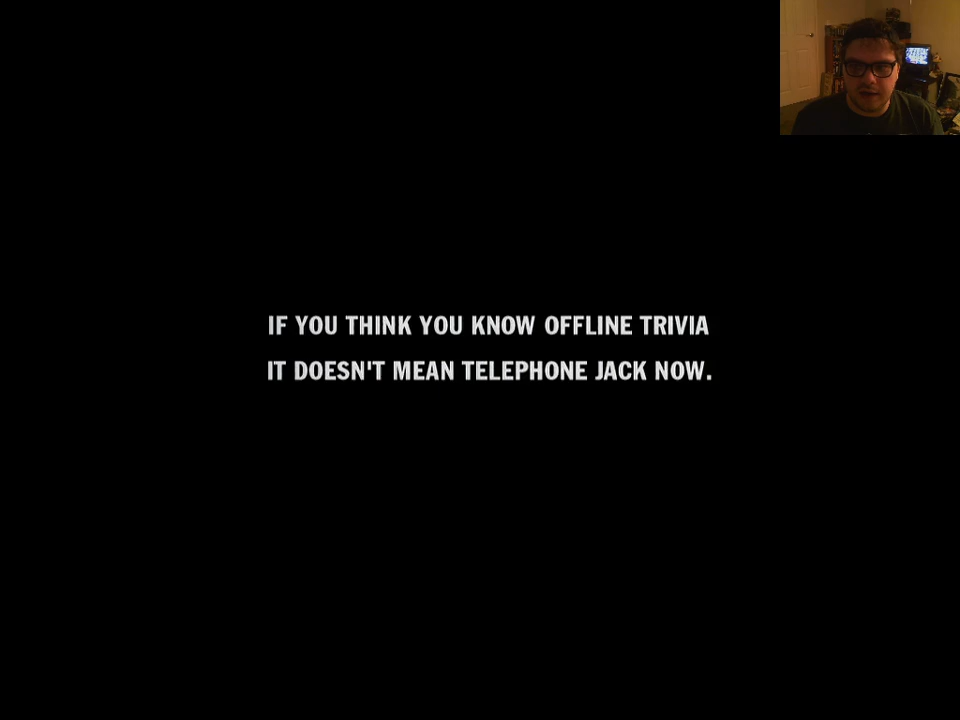 IF YOU THINK YOU KNOW OFFLINE TRIVIA
IT DOESN'T MEAN TELEPHONE JACK NOW.